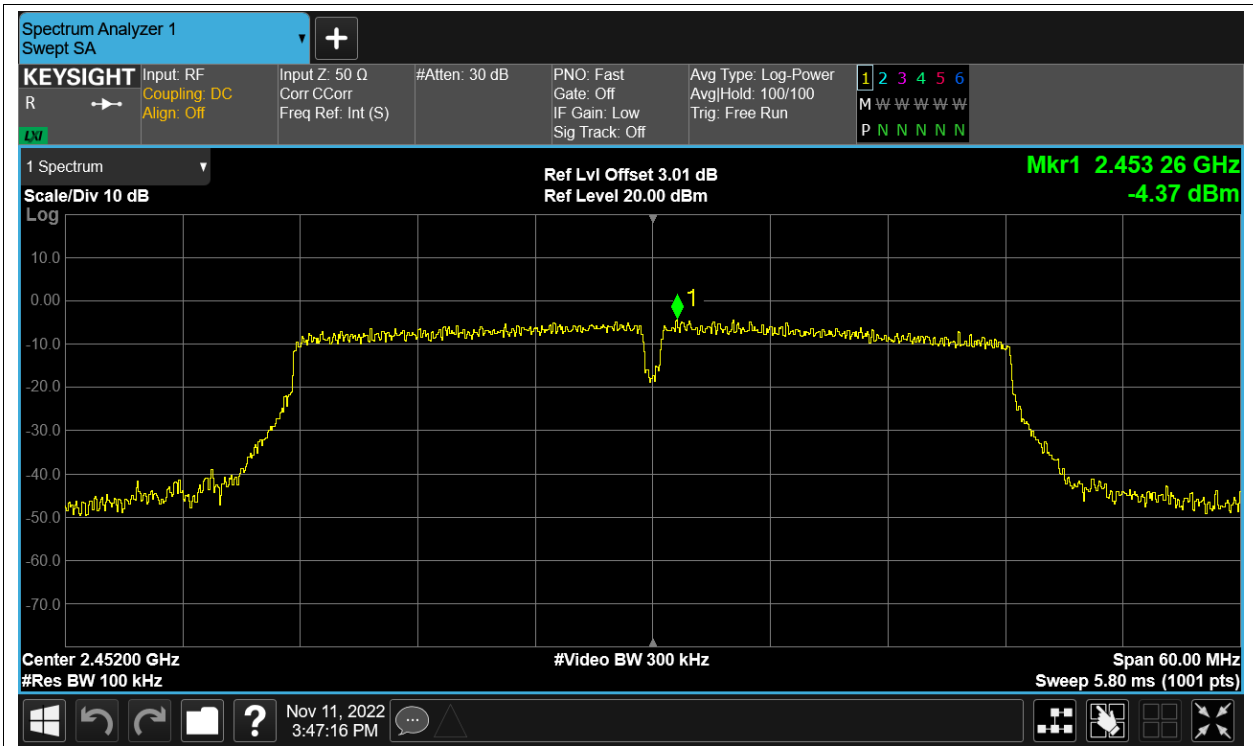 Spectrum Analyzer 1
Swept SA
KEYSIGHT
R
LXI
Input: RF
Coupling: DC
Align: Off
Input Z: 50 Ω
Corr CCorr
Freq Ref: Int (S)
#Atten: 30 dB
PNO: Fast
Gate: Off
IF Gain: Low
Sig Track: Off
Avg Type: Log-Power
Avg|Hold: 100/100
Trig: Free Run
1 2 3 4 5 6
M W W W W W
P N N N N N
1 Spectrum
Scale/Div 10 dB
Ref Lvl Offset 3.01 dB
Ref Level 20.00 dBm
Mkr1 2.453 26 GHz
-4.37 dBm
Log
10.0
0.00
-10.0
-20.0
-30.0
-40.0
-50.0
-60.0
-70.0
1
Center 2.45200 GHz
#Res BW 100 kHz
#Video BW 300 kHz
Span 60.00 MHz
Sweep 5.80 ms (1001 pts)
?
Nov 11, 2022
3:47:16 PM